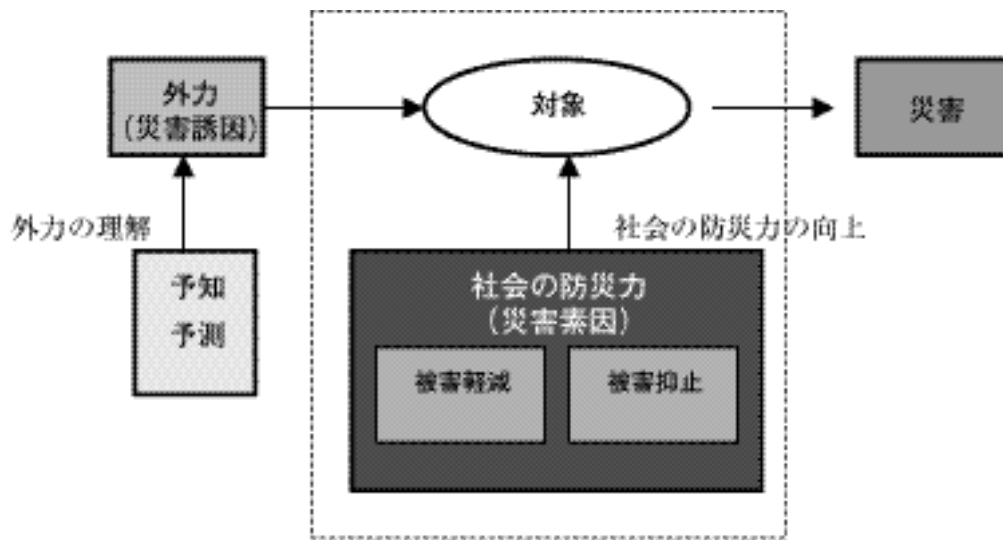 外力
(災害誘因)
対象
災害
外力の理解
社会の防災力の向上
予知
予測
社会の防災力
(災害素因)
被害軽減
被害抑止